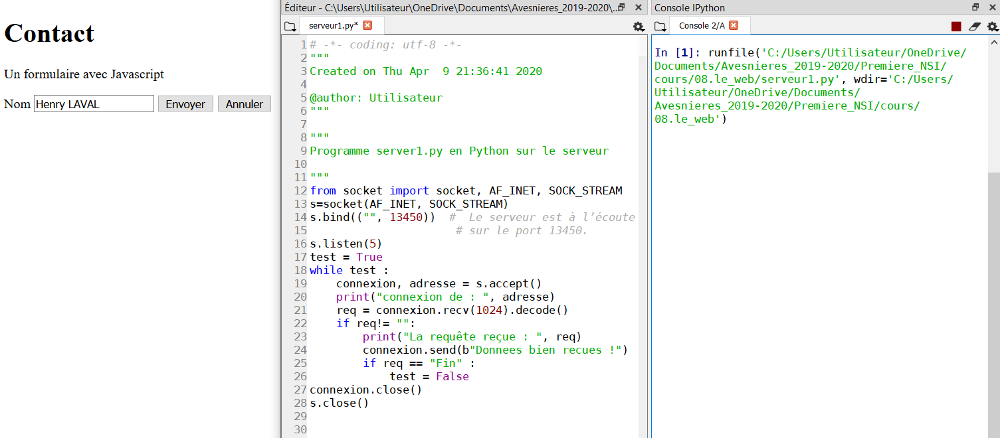 Contact
Un formulaire avec Javascript
Nom Henry LAVAL Envoyer Annuler
Éditeur - C:\Users\Utilisateur\OneDrive\Documents\Avesnieres_2019-2020\...
serveur1.py*
1 # -*- coding: utf-8 -*-
2 """
3 Created on Thu Apr  9 21:36:41 2020
4
5 @author: Utilisateur
6 """
7
8 """
9 Programme server1.py en Python sur le serveur
10
11 """
12 from socket import socket, AF_INET, SOCK_STREAM
13 s=socket(AF_INET, SOCK_STREAM)
14 s.bind(("", 13450))  #  Le serveur est à l’écoute
15                       # sur le port 13450.
16 s.listen(5)
17 test = True
18 while test :
19     connexion, adresse = s.accept()
20     print("connexion de : ", adresse)
21     req = connexion.recv(1024).decode()
22     if req!= "":
23         print("La requête reçue : ", req)
24         connexion.send(b"Donnees bien recues !")
25         if req == "Fin" :
26             test = False
27 connexion.close()
28 s.close()
29
30
Console IPython
Console 2/A
In [1]: runfile('C:/Users/Utilisateur/OneDrive/
Documents/Avesnieres_2019-2020/Premiere_NSI/
cours/08.le_web/serveur1.py', wdir='C:/Users/
Utilisateur/OneDrive/Documents/
Avesnieres_2019-2020/Premiere_NSI/cours/
08.le_web')